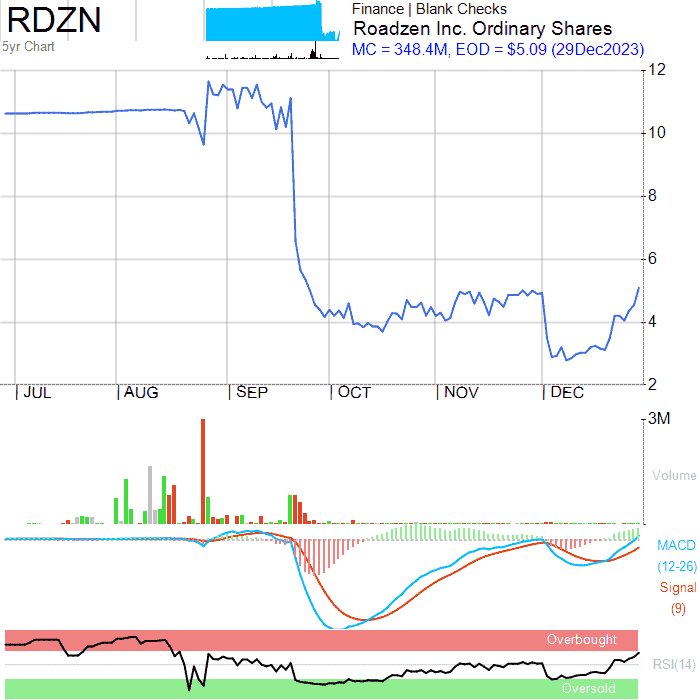 RDZN
5yr Chart
Finance | Blank Checks
Roadzen Inc. Ordinary Shares
MC = 348.4M, EOD = $5.09 (29Dec2023)
12
10
8
6
4
2
JUL AUG SEP OCT NOV DEC
3M
Volume
MACD
(12-26)
Signal
(9)
Overbought
RSI(14)
Oversold